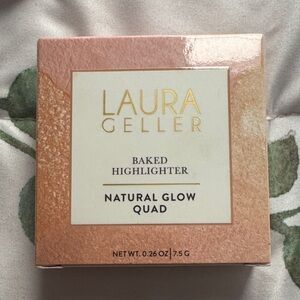 LAURA
GELLER
BAKED
HIGHLIGHTER
NATURAL GLOW
QUAD
NET WT. 0.26 OZ | 7.5 G